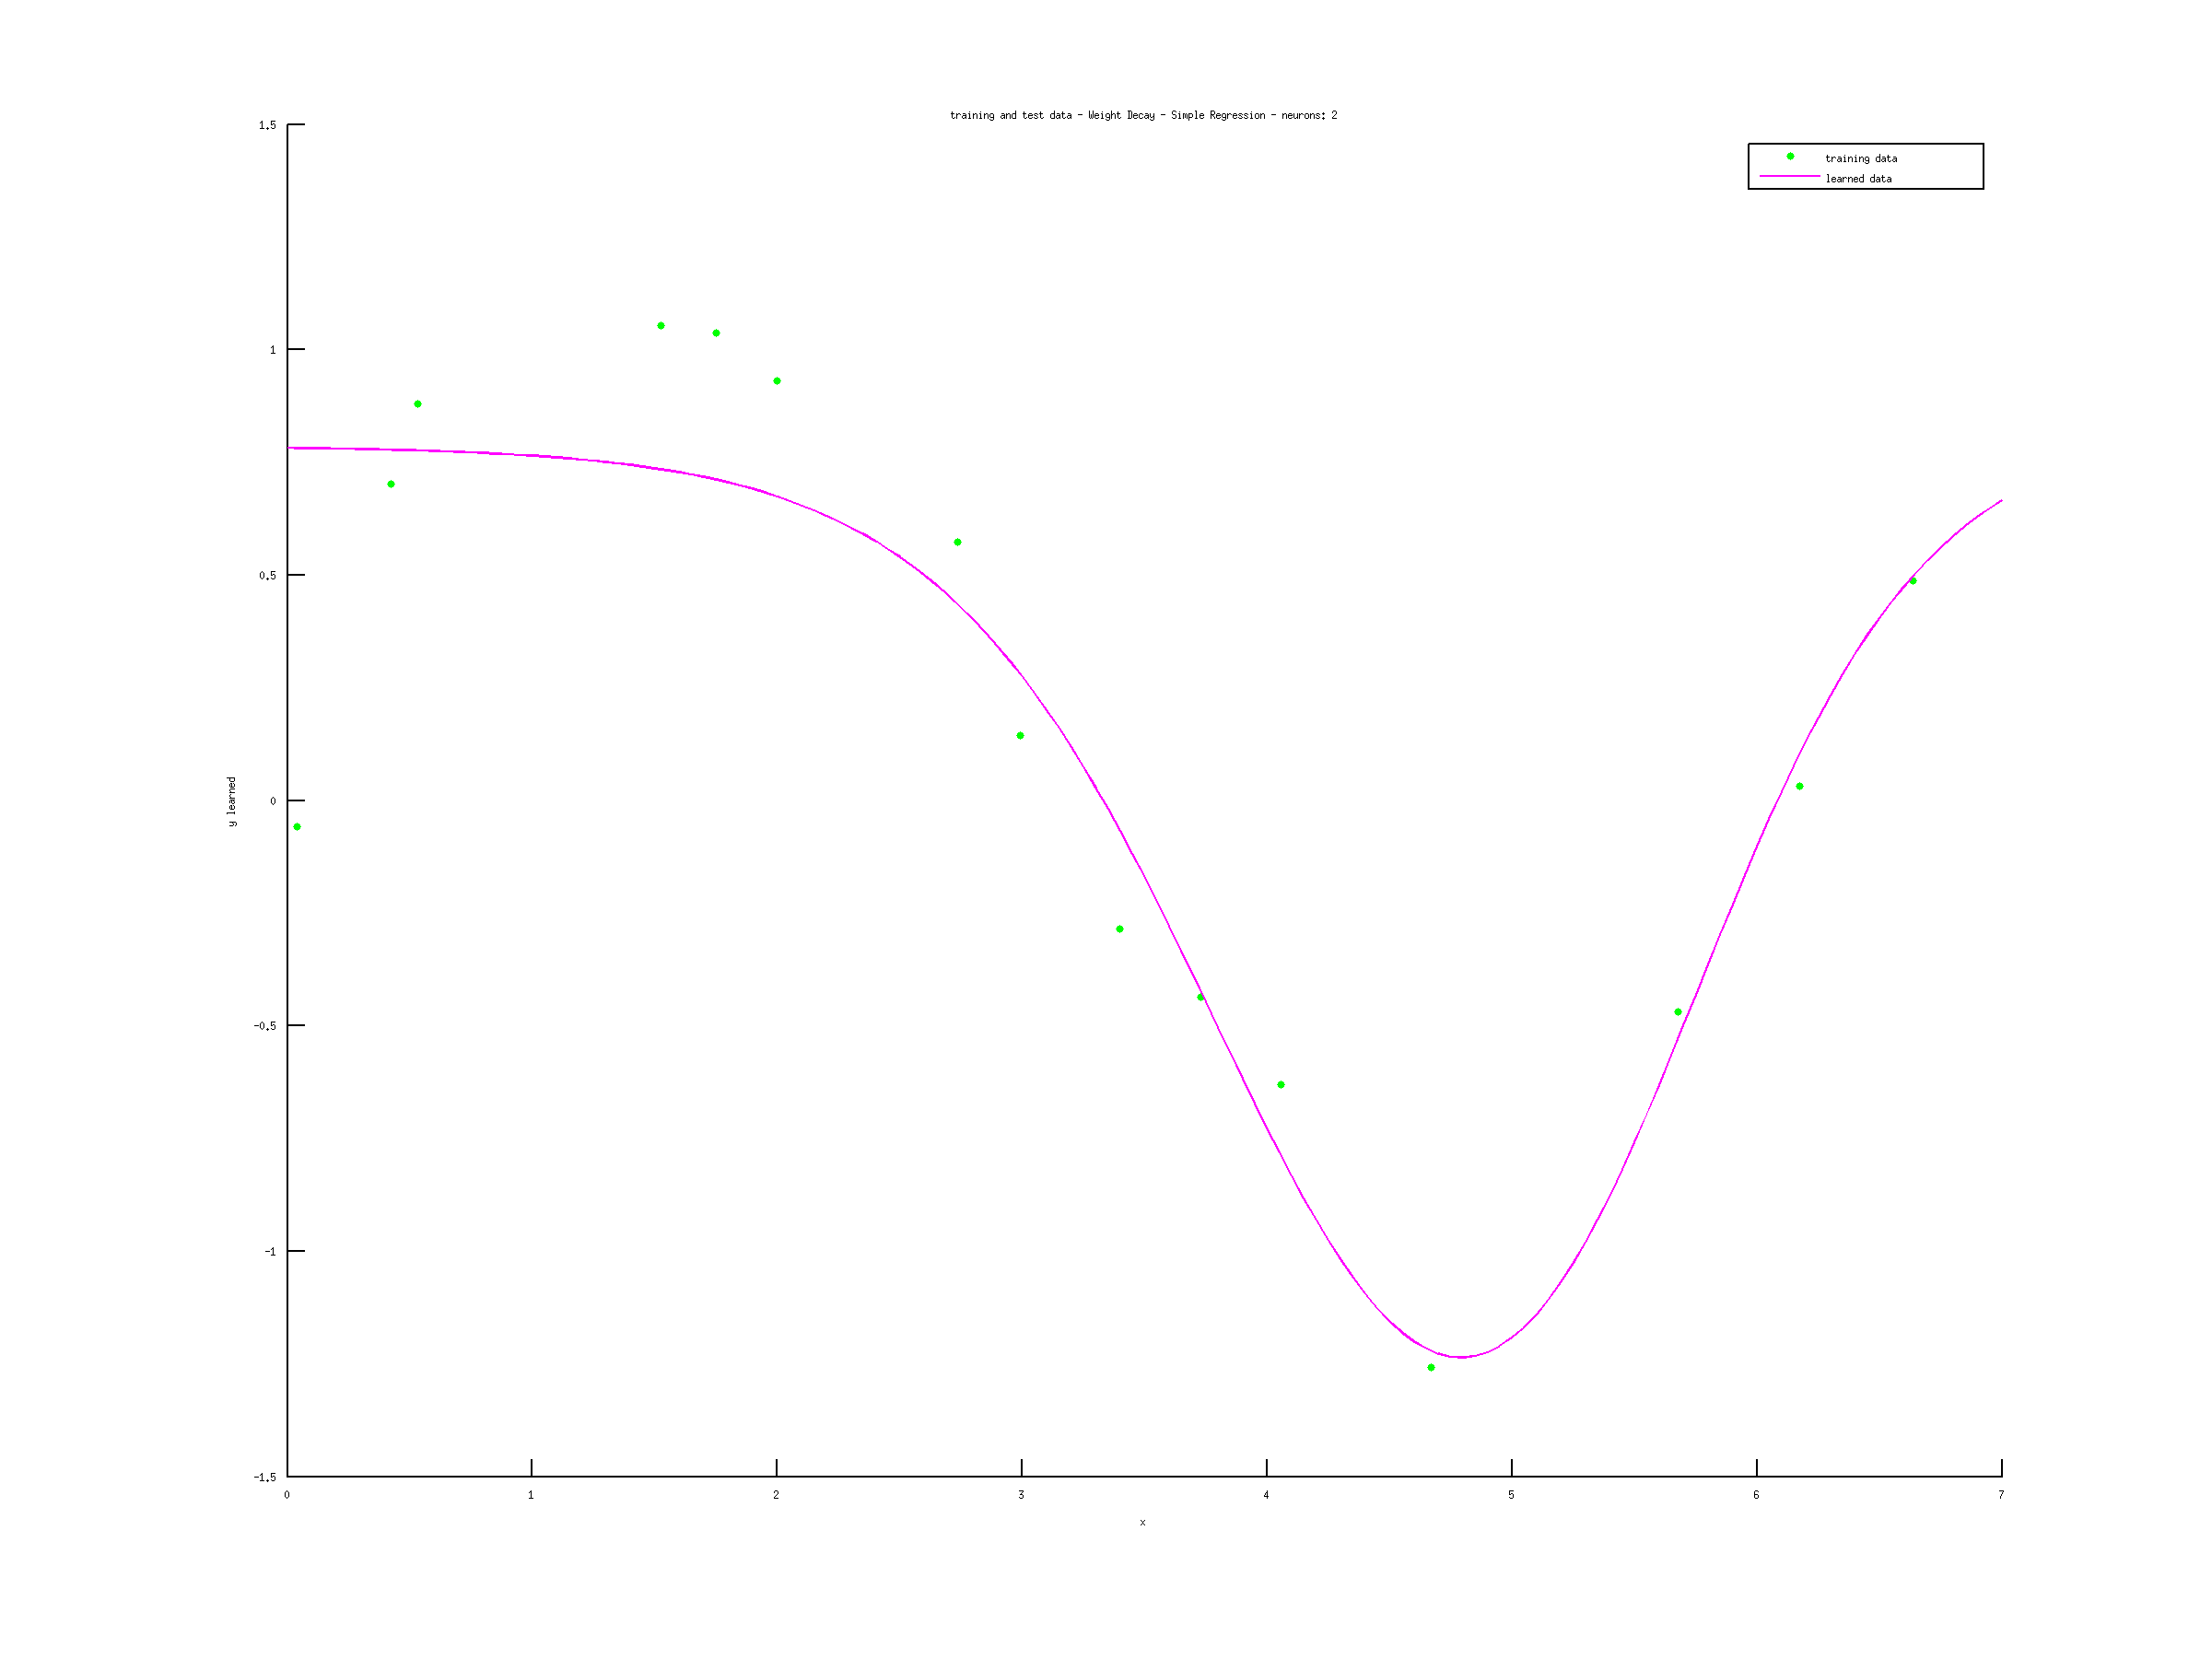 training and test data - Weight Decay - Simple Regression - neurons: 2
training data
learned data
1.5
1
0.5
0
-0.5
-1
-1.5
y learned
0 1 2 3 4 5 6 7
x